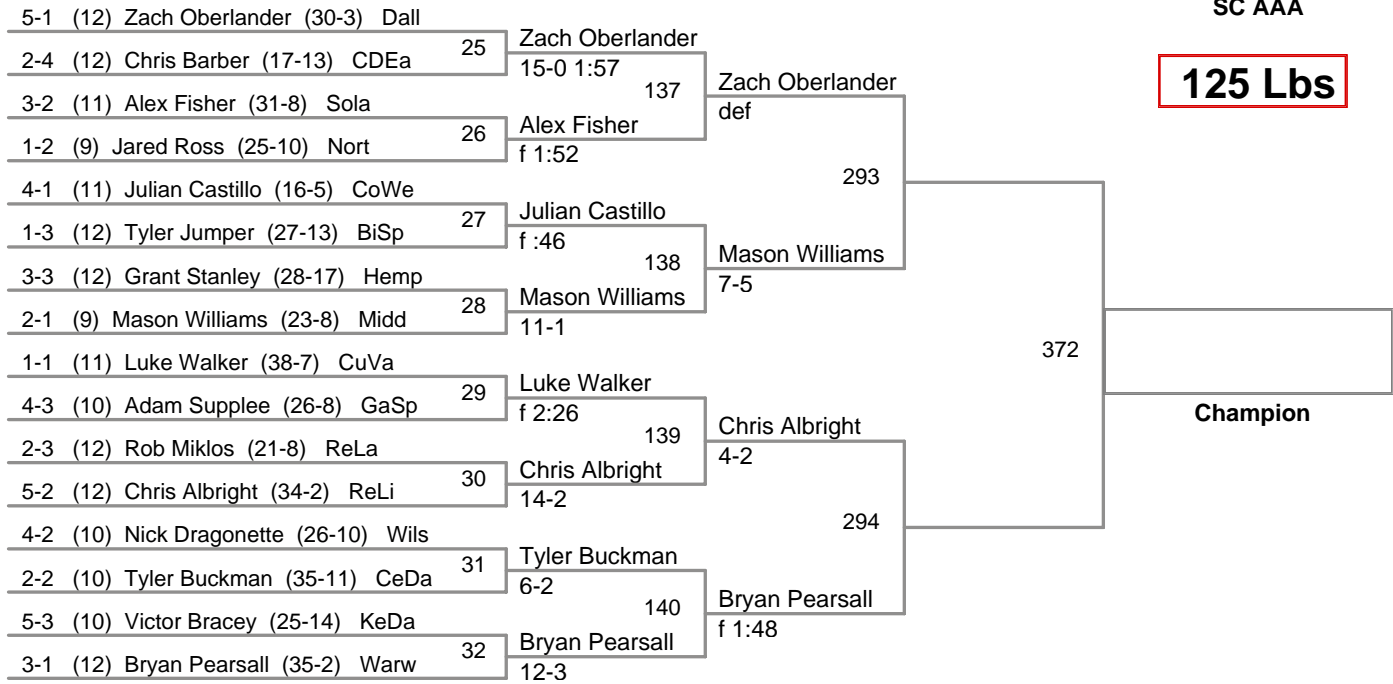 SC AAA
125 Lbs
5-1 (12) Zach Oberlander (30-3) Dall
2-4 (12) Chris Barber (17-13) CDEa
3-2 (11) Alex Fisher (31-8) Sola
1-2 (9) Jared Ross (25-10) Nort
4-1 (11) Julian Castillo (16-5) CoWe
1-3 (12) Tyler Jumper (27-13) BiSp
3-3 (12) Grant Stanley (28-17) Hemp
2-1 (9) Mason Williams (23-8) Midd
1-1 (11) Luke Walker (38-7) CuVa
4-3 (10) Adam Supplee (26-8) GaSp
2-3 (12) Rob Miklos (21-8) ReLa
5-2 (12) Chris Albright (34-2) ReLi
4-2 (10) Nick Dragonette (26-10) Wils
2-2 (10) Tyler Buckman (35-11) CeDa
5-3 (10) Victor Bracey (25-14) KeDa
3-1 (12) Bryan Pearsall (35-2) Warw
25
26
27
28
29
30
31
32
Zach Oberlander
15-0 1:57
Alex Fisher
f 1:52
Julian Castillo
f :46
Mason Williams
11-1
Luke Walker
f 2:26
Chris Albright
14-2
Tyler Buckman
6-2
Bryan Pearsall
12-3
137
138
139
140
Zach Oberlander
def
Mason Williams
7-5
Chris Albright
4-2
Bryan Pearsall
f 1:48
293
294
372
Champion